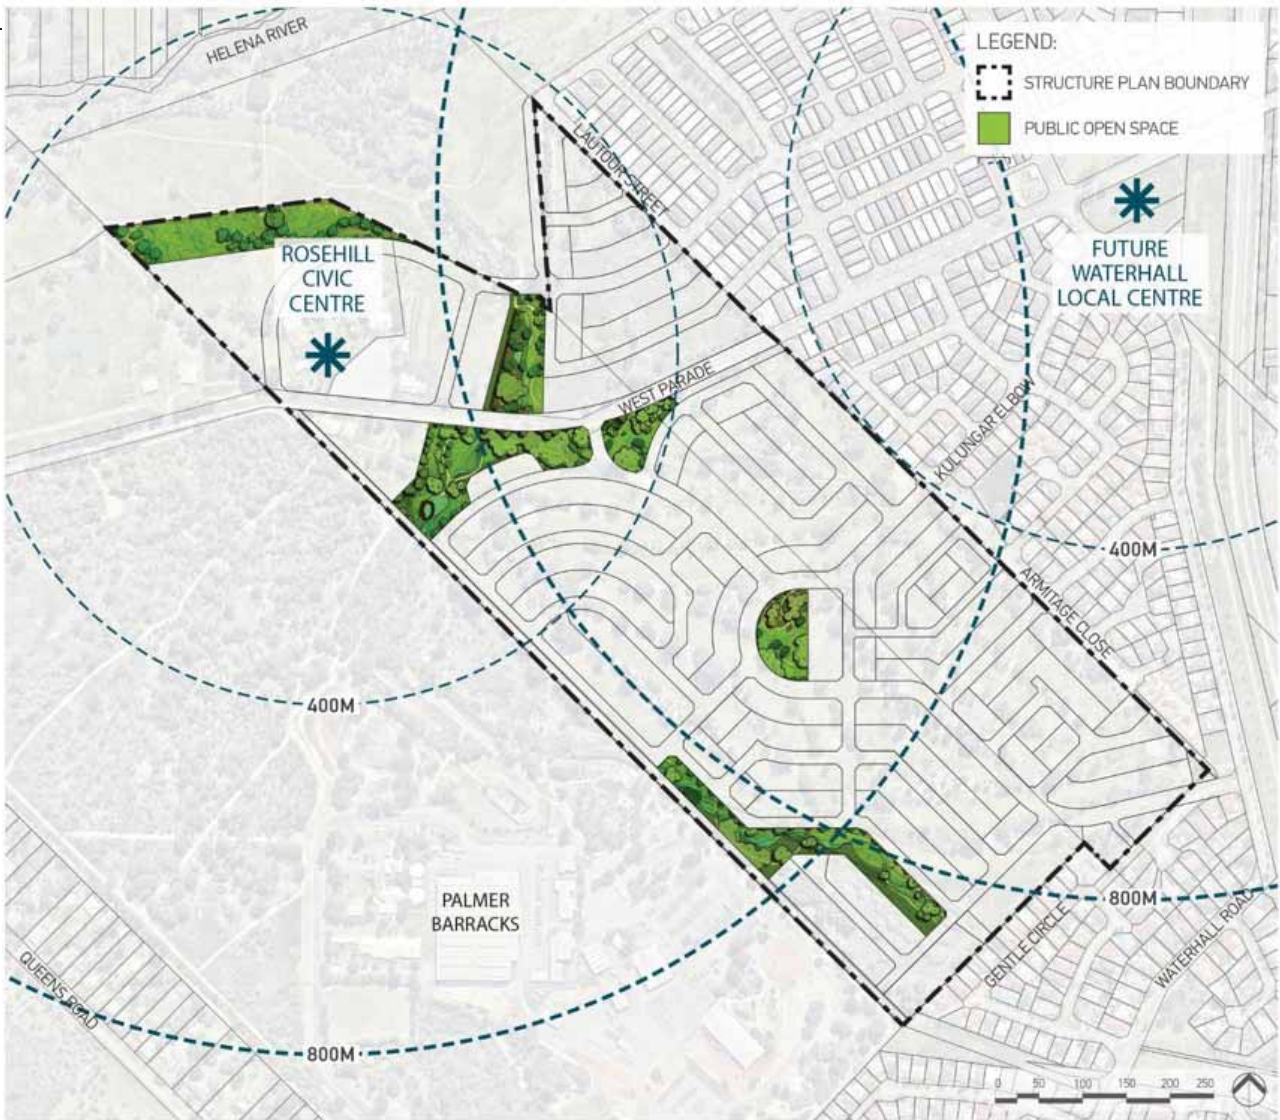 HELENA RIVER
LEGEND:
STRUCTURE PLAN BOUNDARY
PUBLIC OPEN SPACE
LAUTOUR STREET
ROSEHILL
CIVIC
CENTRE
FUTURE
WATERHALL
LOCAL CENTRE
WEST PARADE
KULUNGAR ELBOW
400M
ARMITAGE CLOSE
400M
PALMER
BARRACKS
800M
GENTLE CIRCLE
WATERHALL ROAD
QUEENS ROAD
800M
0 50 100 150 200 250